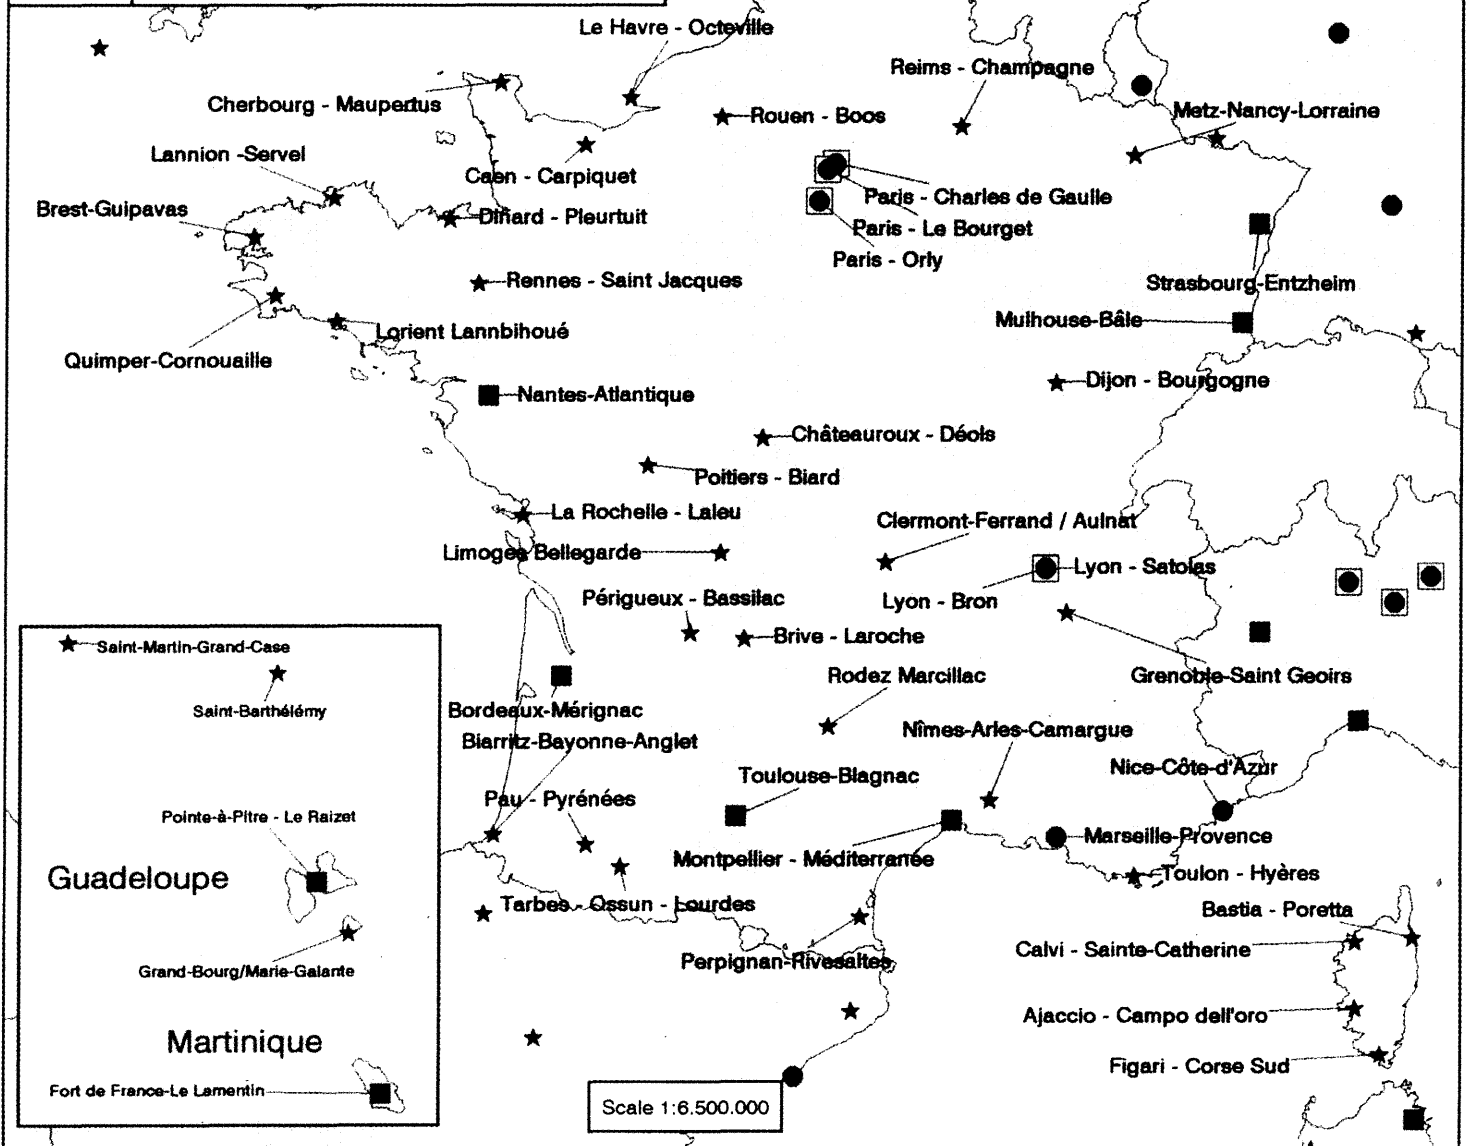 Le Havre - Octeville
Reims - Champagne
Cherbourg - Maupertus
Rouen - Boos
Metz-Nancy-Lorraine
Lannion -Servel
Caen - Carpiquet
Brest-Guipavas
Dinard - Pleurtuit
Paris - Charles de Gaulle
Paris - Le Bourget
Paris - Orly
Rennes - Saint Jacques
Strasbourg-Entzheim
Mulhouse-Bâle
Lorient Lannbihoué
Quimper-Cornouaille
Dijon - Bourgogne
Nantes-Atlantique
Châteauroux - Déols
Poitiers - Biard
La Rochelle - Laleu
Clermont-Ferrand / Aulnat
Limoges Bellegarde
Lyon - Satolas
Lyon - Bron
Périgueux - Bassilac
Brive - Laroche
Saint-Martin-Grand-Case
Rodez Marcillac
Grenoble-Saint Geoirs
Saint-Barthélémy
Bordeaux-Mérignac
Biarritz-Bayonne-Anglet
Nîmes-Arles-Camargue
Toulouse-Blagnac
Nice-Côte-d'Azur
Pau - Pyrénées
Pointe-à-Pitre - Le Raizet
Marseille-Provence
Montpellier - Méditerranée
Guadeloupe
Toulon - Hyères
Tarbes - Ossun - Lourdes
Bastia - Poretta
Calvi - Sainte-Catherine
Perpignan-Rivesaltes
Grand-Bourg/Marie-Galante
Ajaccio - Campo dell'oro
Martinique
Figari - Corse Sud
Fort de France-Le Lamentin
Scale 1:6.500.000